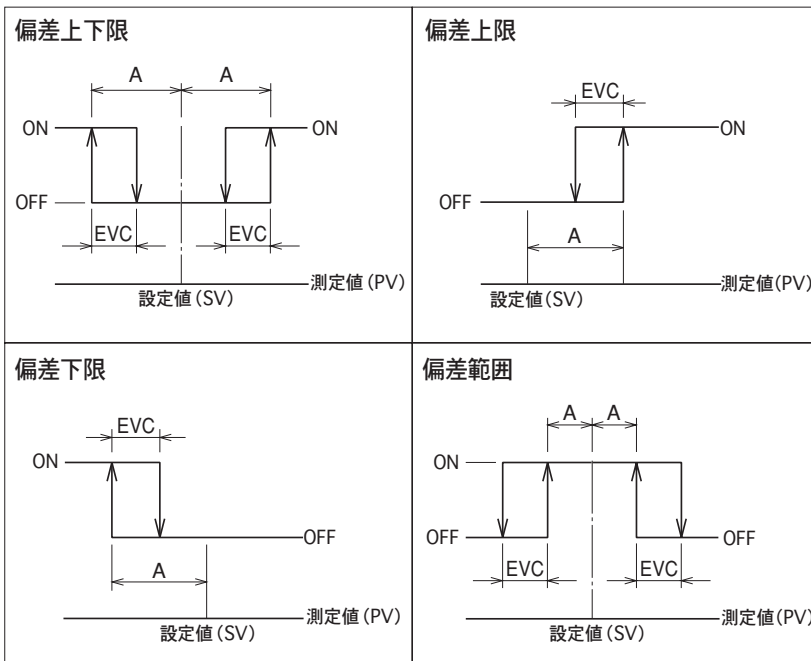 偏差上下限
A A
ON ON
OFF
EVC EVC
測定値(PV)
設定値(SV)
偏差上限
EVC
ON
OFF
A
測定値(PV)
設定値(SV)
偏差下限
EVC
ON
OFF
A
測定値(PV)
設定値(SV)
偏差範囲
A A
ON
OFF OFF
EVC EVC
測定値(PV)
設定値(SV)